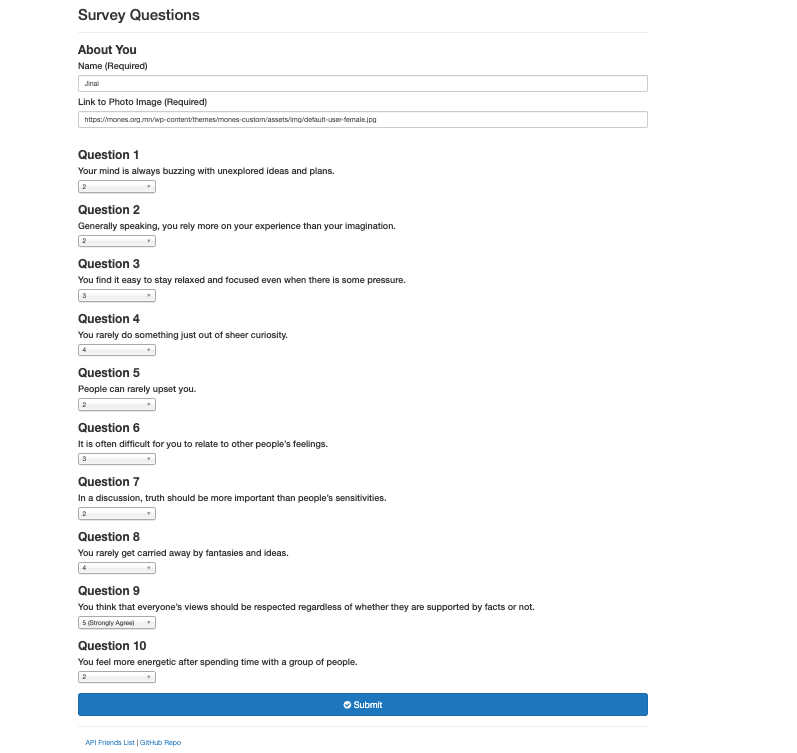 Survey Questions
About You
Name (Required)
Jinal
Link to Photo Image (Required)
https://mones.org.mn/wp-content/themes/mones-custom/assets/img/default-user-female.jpg
Question 1
Your mind is always buzzing with unexplored ideas and plans.
2
Question 2
Generally speaking, you rely more on your experience than your imagination.
2
Question 3
You find it easy to stay relaxed and focused even when there is some pressure.
3
Question 4
You rarely do something just out of sheer curiosity.
4
Question 5
People can rarely upset you.
2
Question 6
It is often difficult for you to relate to other people's feelings.
3
Question 7
In a discussion, truth should be more important than people's sensitivities.
2
Question 8
You rarely get carried away by fantasies and ideas.
4
Question 9
You think that everyone's views should be respected regardless of whether they are supported by facts or not.
5 (Strongly Agree)
Question 10
You feel more energetic after spending time with a group of people.
2
Submit
API Friends List | GitHub Repo